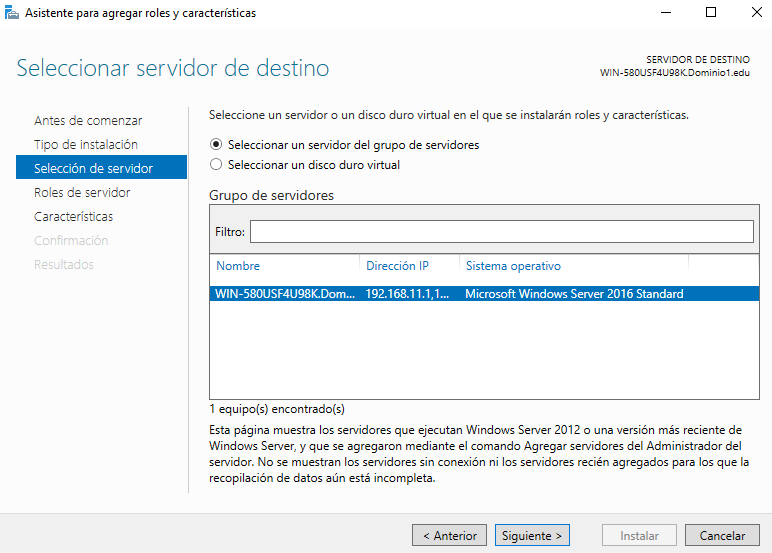 Asistente para agregar roles y características
Seleccionar servidor de destino
SERVIDOR DE DESTINO
WIN-580USF4U98K.Dominio1.edu
Antes de comenzar
Tipo de instalación
Selección de servidor
Roles de servidor
Características
Confirmación
Resultados
Seleccione un servidor o un disco duro virtual en el que se instalarán roles y características.
Seleccionar un servidor del grupo de servidores
Seleccionar un disco duro virtual
Grupo de servidores
Filtro:
Nombre Dirección IP Sistema operativo
WIN-580USF4U98K.Dom... 192.168.11.1,1... Microsoft Windows Server 2016 Standard
1 equipo(s) encontrado(s)
Esta página muestra los servidores que ejecutan Windows Server 2012 o una versión más reciente de
Windows Server, y que se agregaron mediante el comando Agregar servidores del Administrador del
servidor. No se muestran los servidores sin conexión ni los servidores recién agregados para los que la
recopilación de datos aún está incompleta.
< Anterior Siguiente > Instalar Cancelar